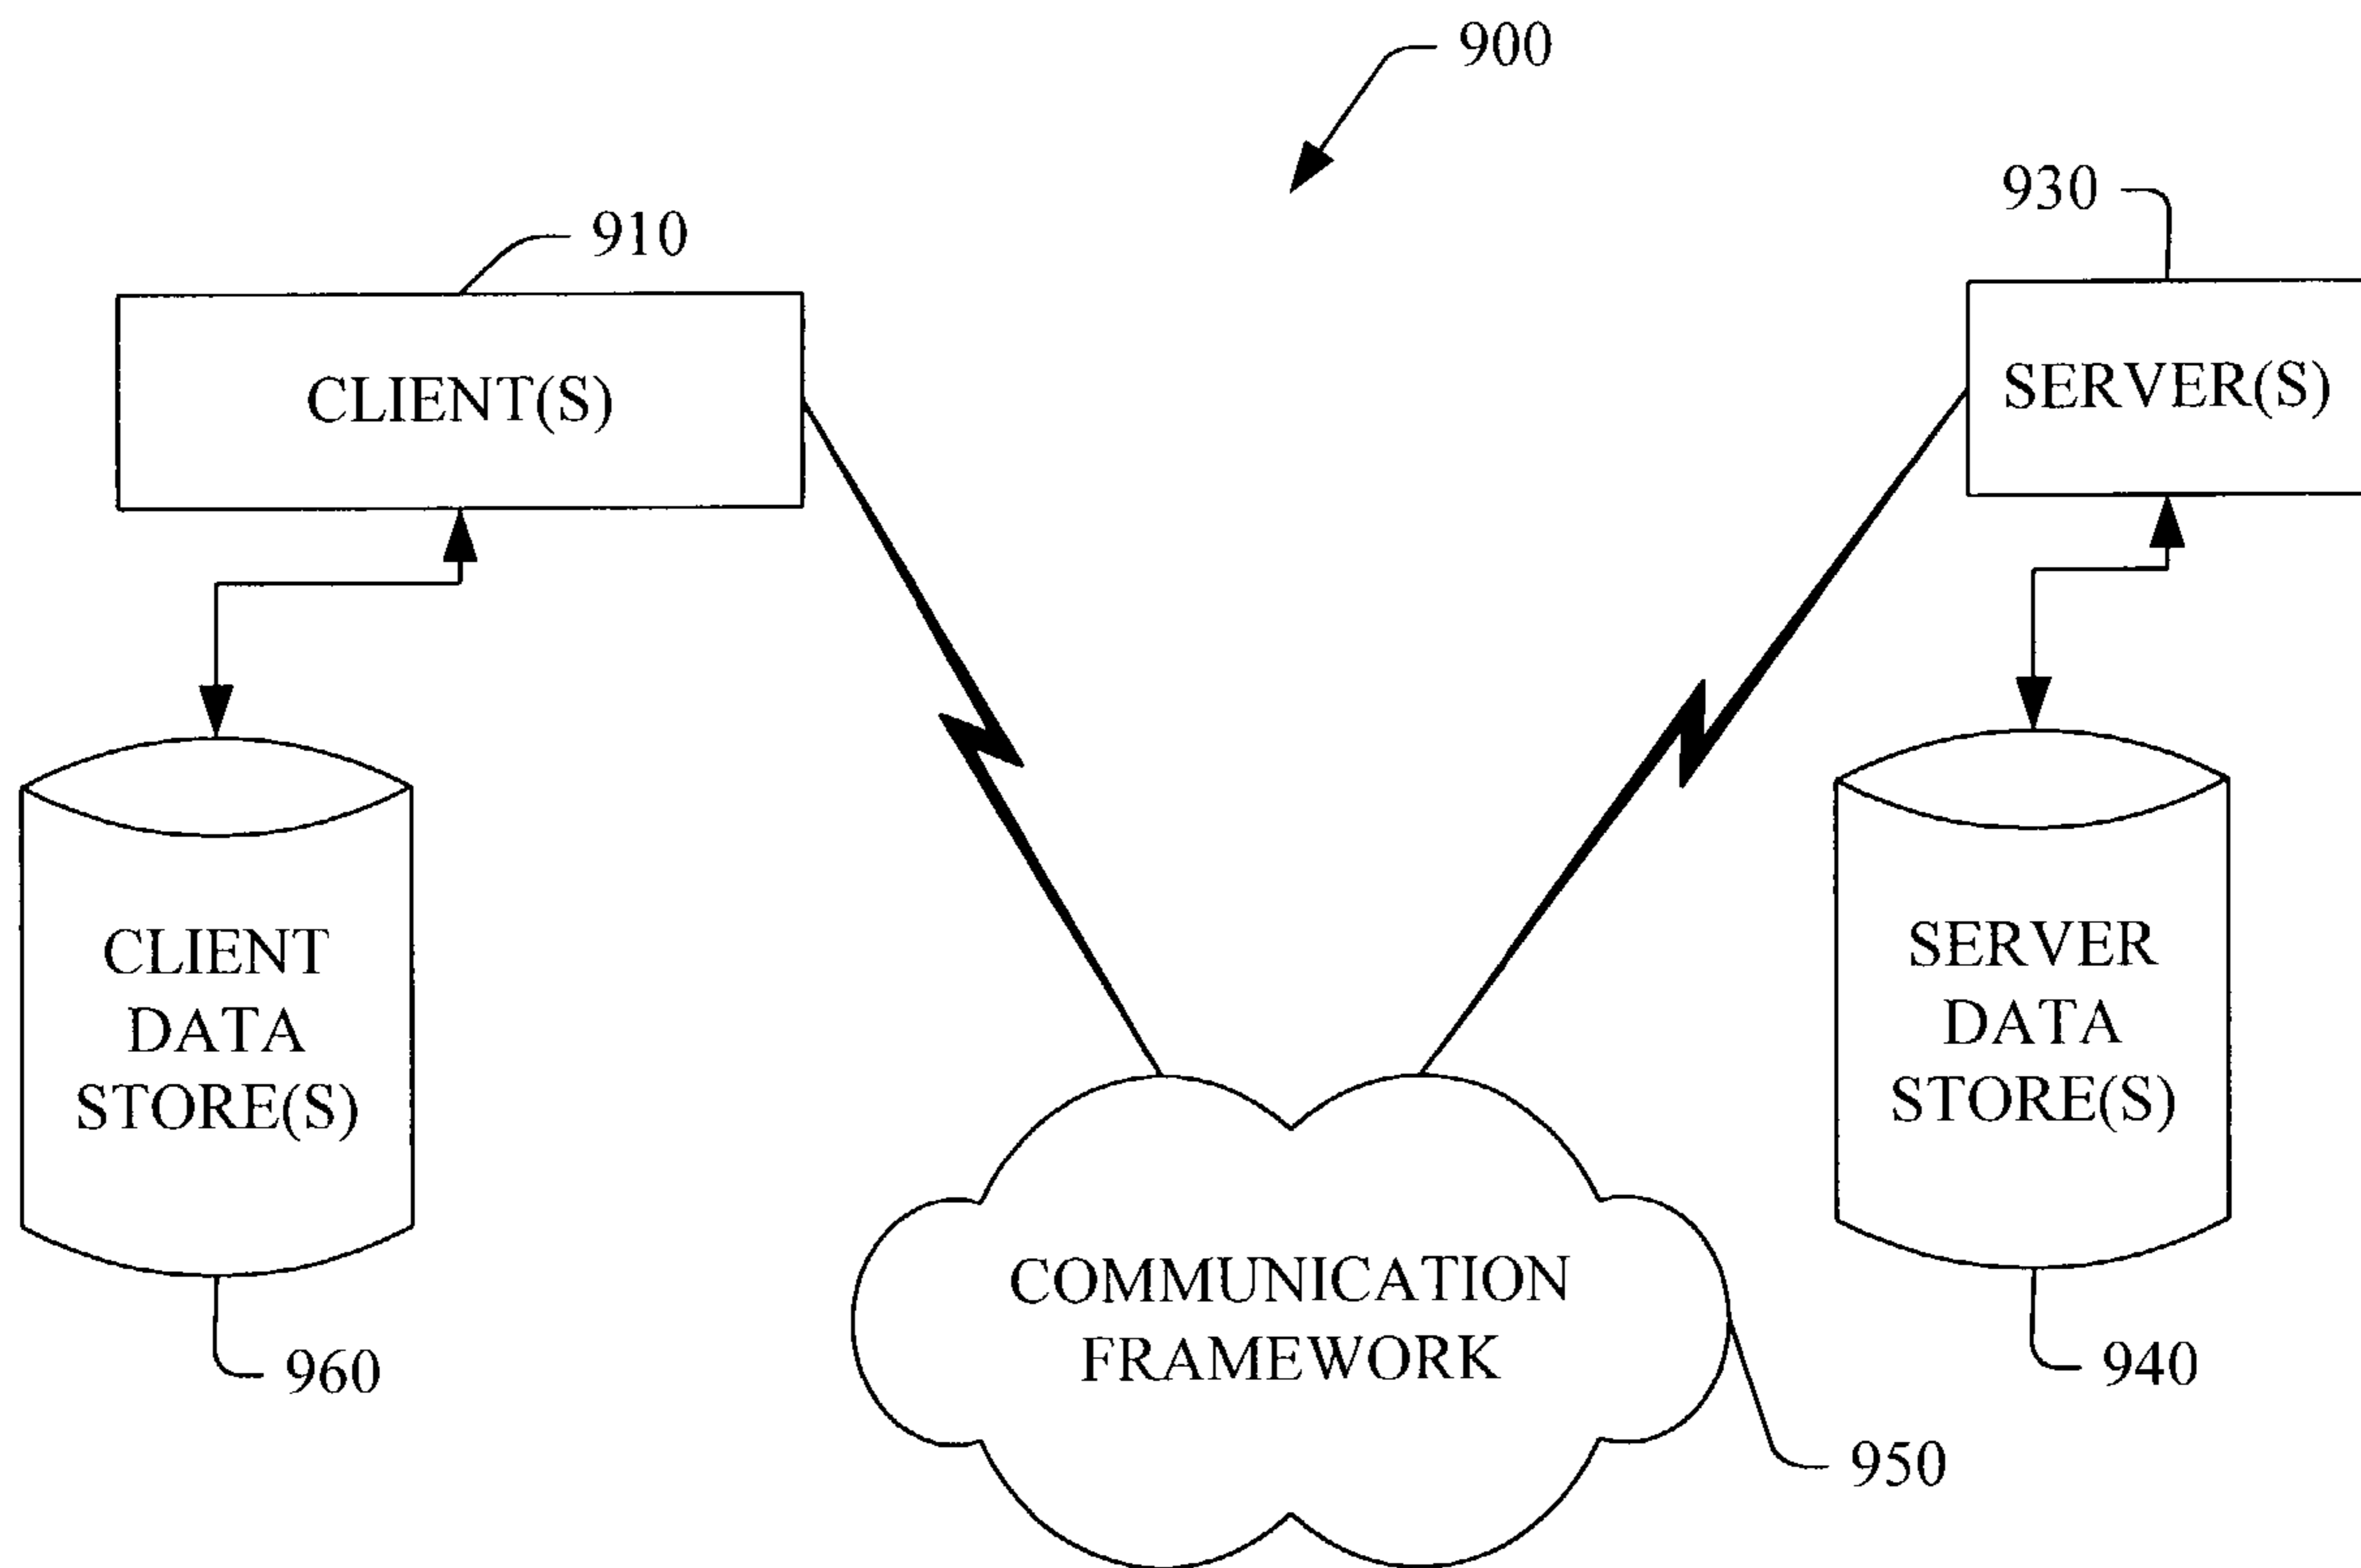 900
930
910
CLIENT(S)
SERVER(S)
CLIENT
DATA
STORE(S)
SERVER
DATA
STORE(S)
COMMUNICATION
FRAMEWORK
960
940
950